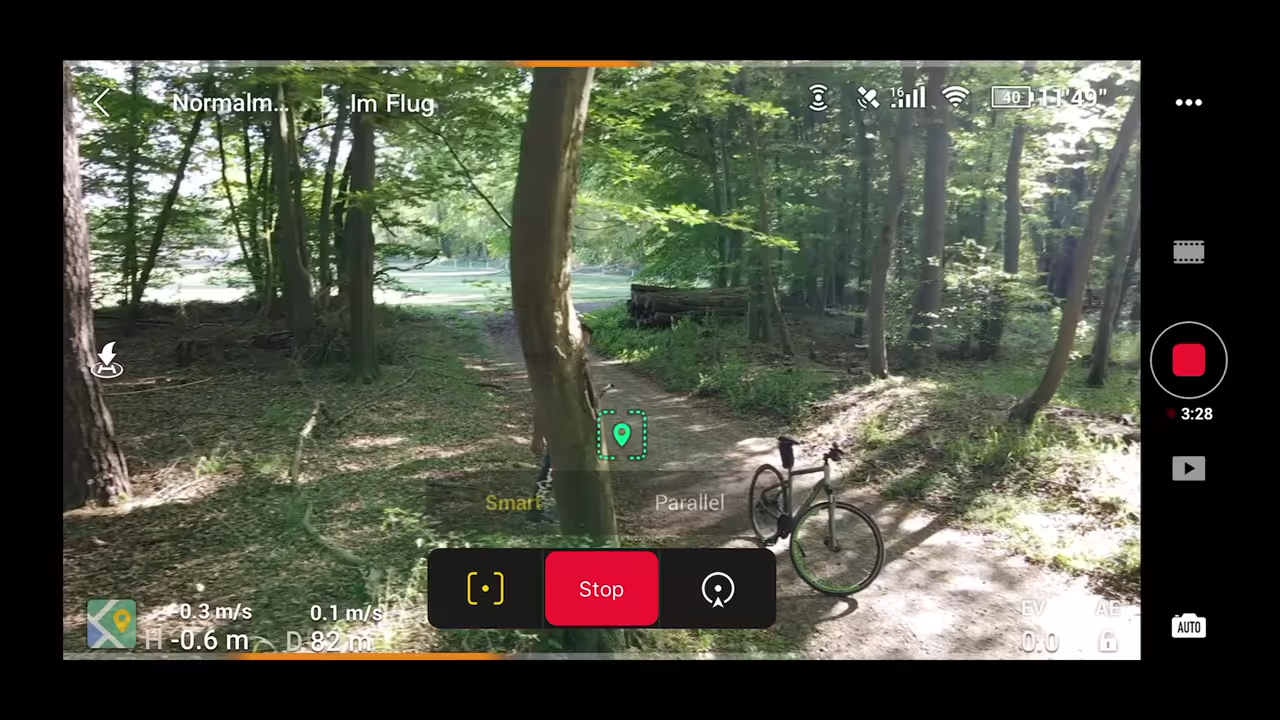 Normalm... Im Flug 16 40 11'49"
3:28
Smart Parallel
Stop
-0.3 m/s 0.1 m/s EV AE
H -0.6 m D 82 m 0.0
AUTO